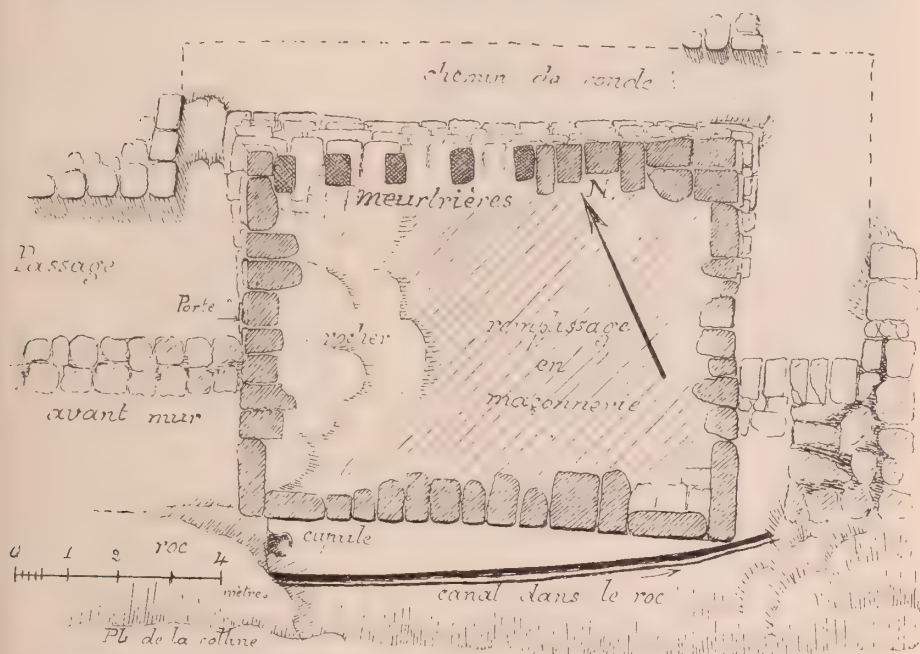 chemin de ronde
meurtrières
N.
Passage
Porte
rocher
remplissage
en
maçonnerie
avant mur
cupule
0 1 2 roc 4
mètres
canal dans le roc
Pt. de la colline